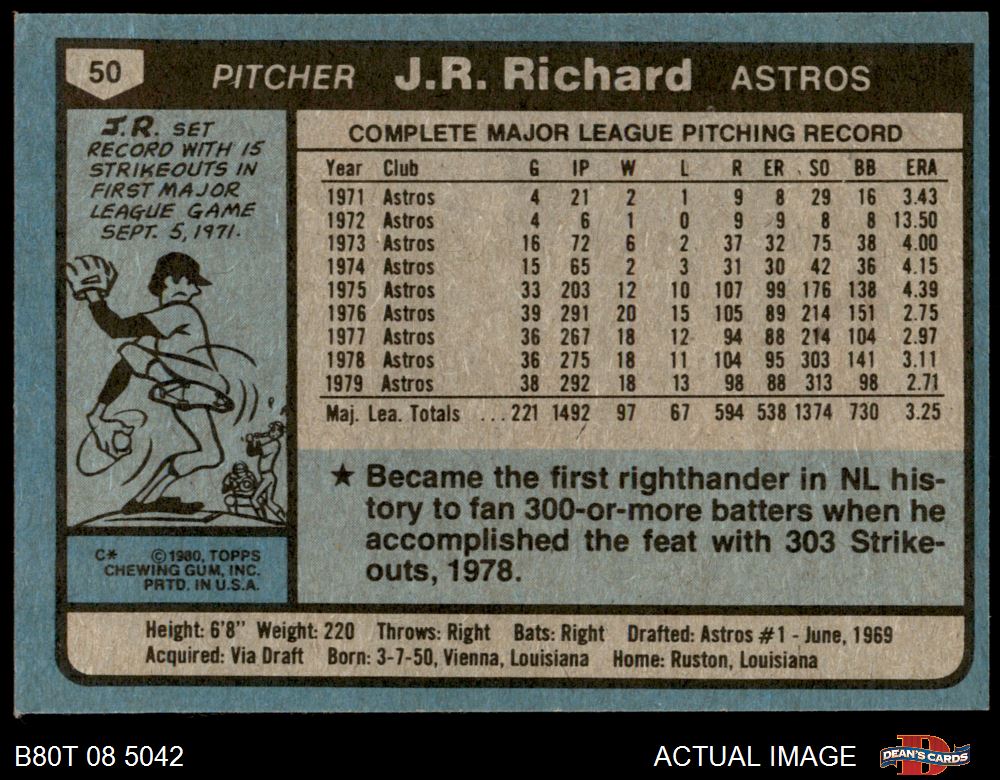 50 PITCHER J.R. Richard ASTROS
J.R. SET
RECORD WITH 15
STRIKEOUTS IN
FIRST MAJOR
LEAGUE GAME
SEPT. 5, 1971.
COMPLETE MAJOR LEAGUE PITCHING RECORD
Year Club G IP W L R ER SO BB ERA
1971 Astros 4 21 2 1 9 8 29 16 3.43
1972 Astros 4 6 1 0 9 9 8 8 13.50
1973 Astros 16 72 6 2 37 32 75 38 4.00
1974 Astros 15 65 2 3 31 30 42 36 4.15
1975 Astros 33 203 12 10 107 99 176 138 4.39
1976 Astros 39 291 20 15 105 89 214 151 2.75
1977 Astros 36 267 18 12 94 88 214 104 2.97
1978 Astros 36 275 18 11 104 95 303 141 3.11
1979 Astros 38 292 18 13 98 88 313 98 2.71
Maj. Lea. Totals ... 221 1492 97 67 594 538 1374 730 3.25
★ Became the first righthander in NL his-
tory to fan 300-or-more batters when he
accomplished the feat with 303 Strike-
outs, 1978.
C* © 1980, TOPPS
CHEWING GUM, INC.
PRTD. IN U.S.A.
Height: 6'8" Weight: 220 Throws: Right Bats: Right Drafted: Astros #1 - June, 1969
Acquired: Via Draft Born: 3-7-50, Vienna, Louisiana Home: Ruston, Louisiana
B80T 08 5042 ACTUAL IMAGE DEAN'S CARDS